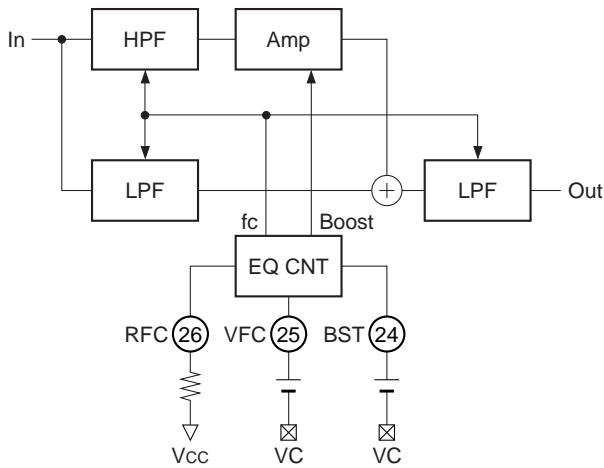 In HPF Amp
LPF + LPF Out
fc Boost
EQ CNT
RFC 26 VFC 25 BST 24
VCC VC VC